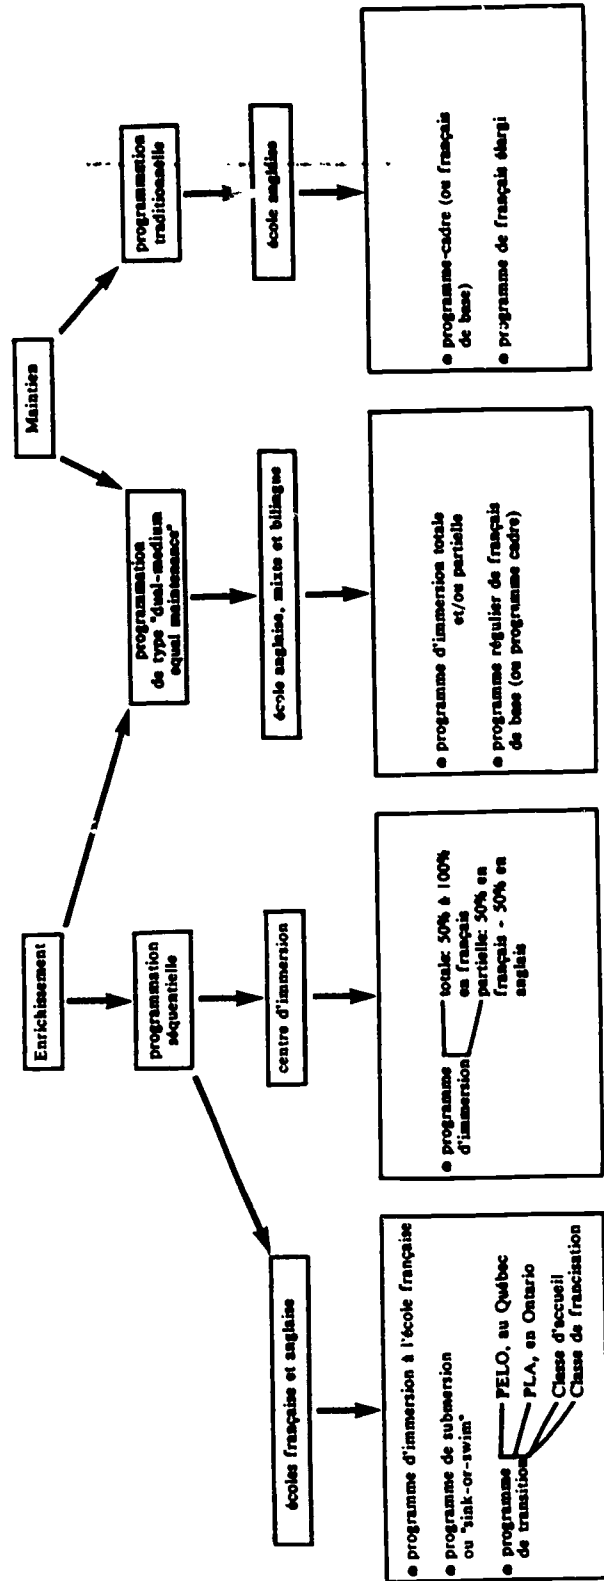 Enrichissement
Maintien
programmation
séquentielle
programmation
de type "dual-medium
equal maintenance"
programmation
traditionnelle
écoles française et anglaise
centre d'immersion
école anglaise, mixte et bilingue
école anglaise
● programme d'immersion à l'école française
● programme de submersion
ou "sink-or-swim"
● programme
de transition
PELO, au Québec
PLA, en Ontario
Classe d'accueil
Classe de francisation
● programme
d'immersion
totale: 50% à 100%
en français
partielle: 50% en
français - 50% en
anglais
● programme d'immersion totale
et/ou partielle
● programme régulier de français
de base (ou programme cadre)
● programme-cadre (ou français
de base)
● programme de français élargi